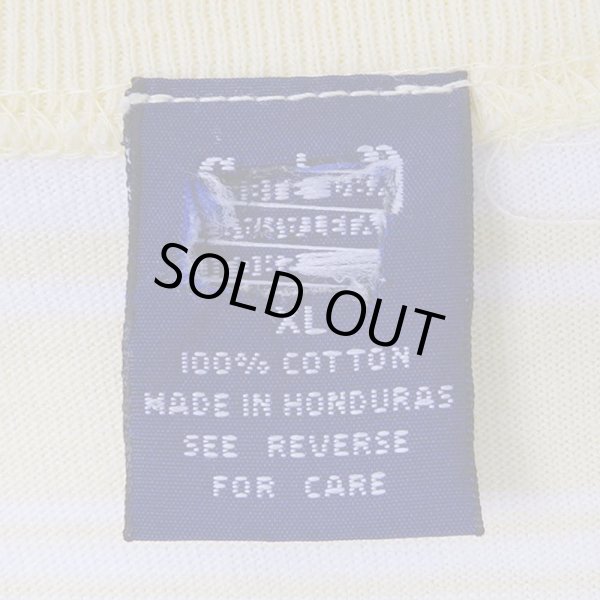 SOLD OUT
XL
100% COTTON
MADE IN HONDURAS
SEE REVERSE
FOR CARE